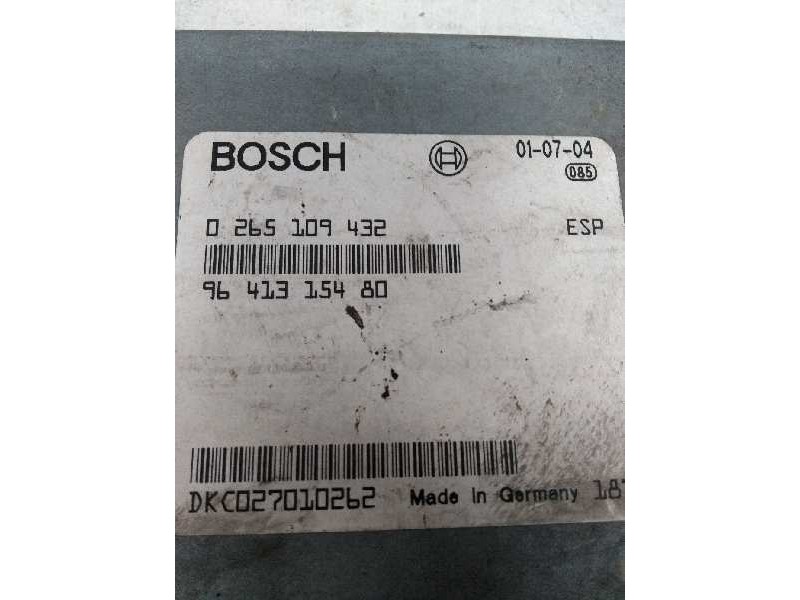 BOSCH 01-07-04
085
0 265 109 432 ESP
96 413 154 80
DKC027010262 Made in Germany